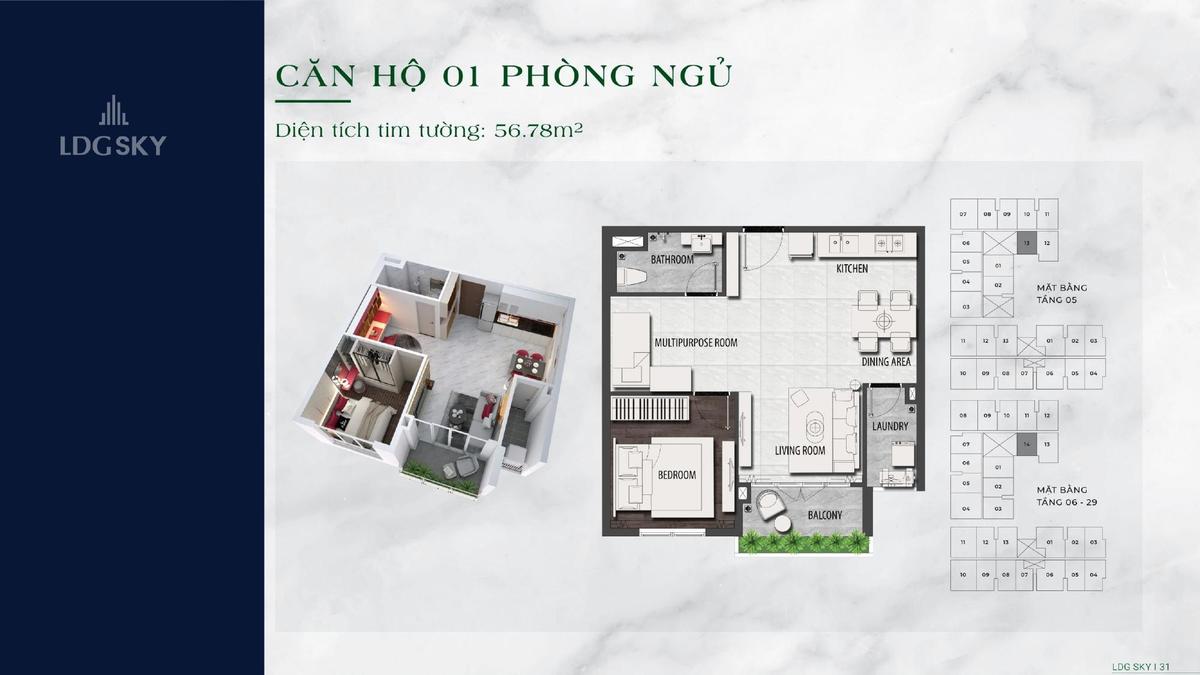 LDG SKY
CĂN HỘ 01 PHÒNG NGỦ
Diện tích tim tường: 56.78m²
BATHROOM
KITCHEN
MULTIPURPOSE ROOM
DINING AREA
LAUNDRY
LIVING ROOM
BEDROOM
BALCONY
07 08 09 10 11
06 13 12
05 01
04 02
03
MẶT BẰNG
TẦNG 05
11 12 13 01 02 03
10 09 08 07 06 05 04
08 09 10 11 12
07 14 13
06 01
05 02
04 03
MẶT BẰNG
TẦNG 06 - 29
11 12 13 01 02 03
10 09 08 07 06 05 04
LDG SKY I 31